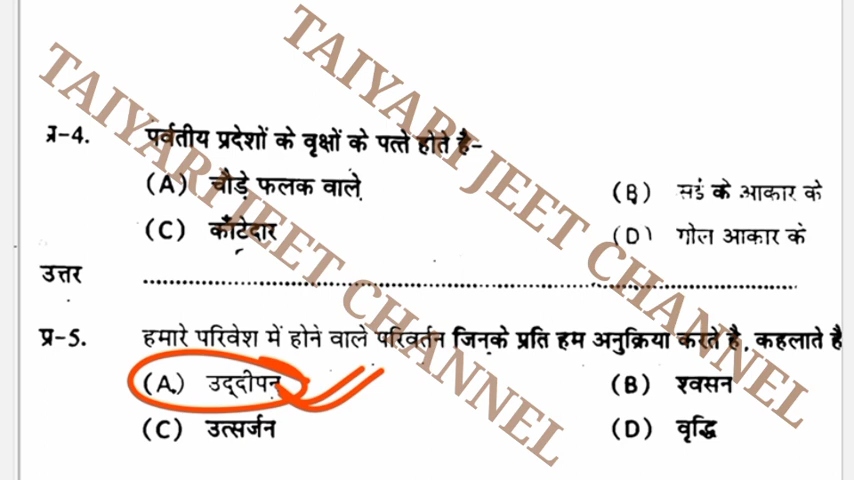 TAIYARI JEET CHANNEL
TAIYARI JEET CHANNEL
प्र-4. पर्वतीय प्रदेशों के वृक्षों के पत्ते होते है-
(A) चौड़े फलक वाले (B) के आकार के
(C) काँटेदार (D) गोल आकार के
उत्तर
प्र-5. हमारे परिवेश में होने वाले परिवर्तन जिनके प्रति हम अनुक्रिया करते है, कहलाते है
(A) उद्दीपन (B) श्वसन
(C) उत्सर्जन (D) वृद्धि